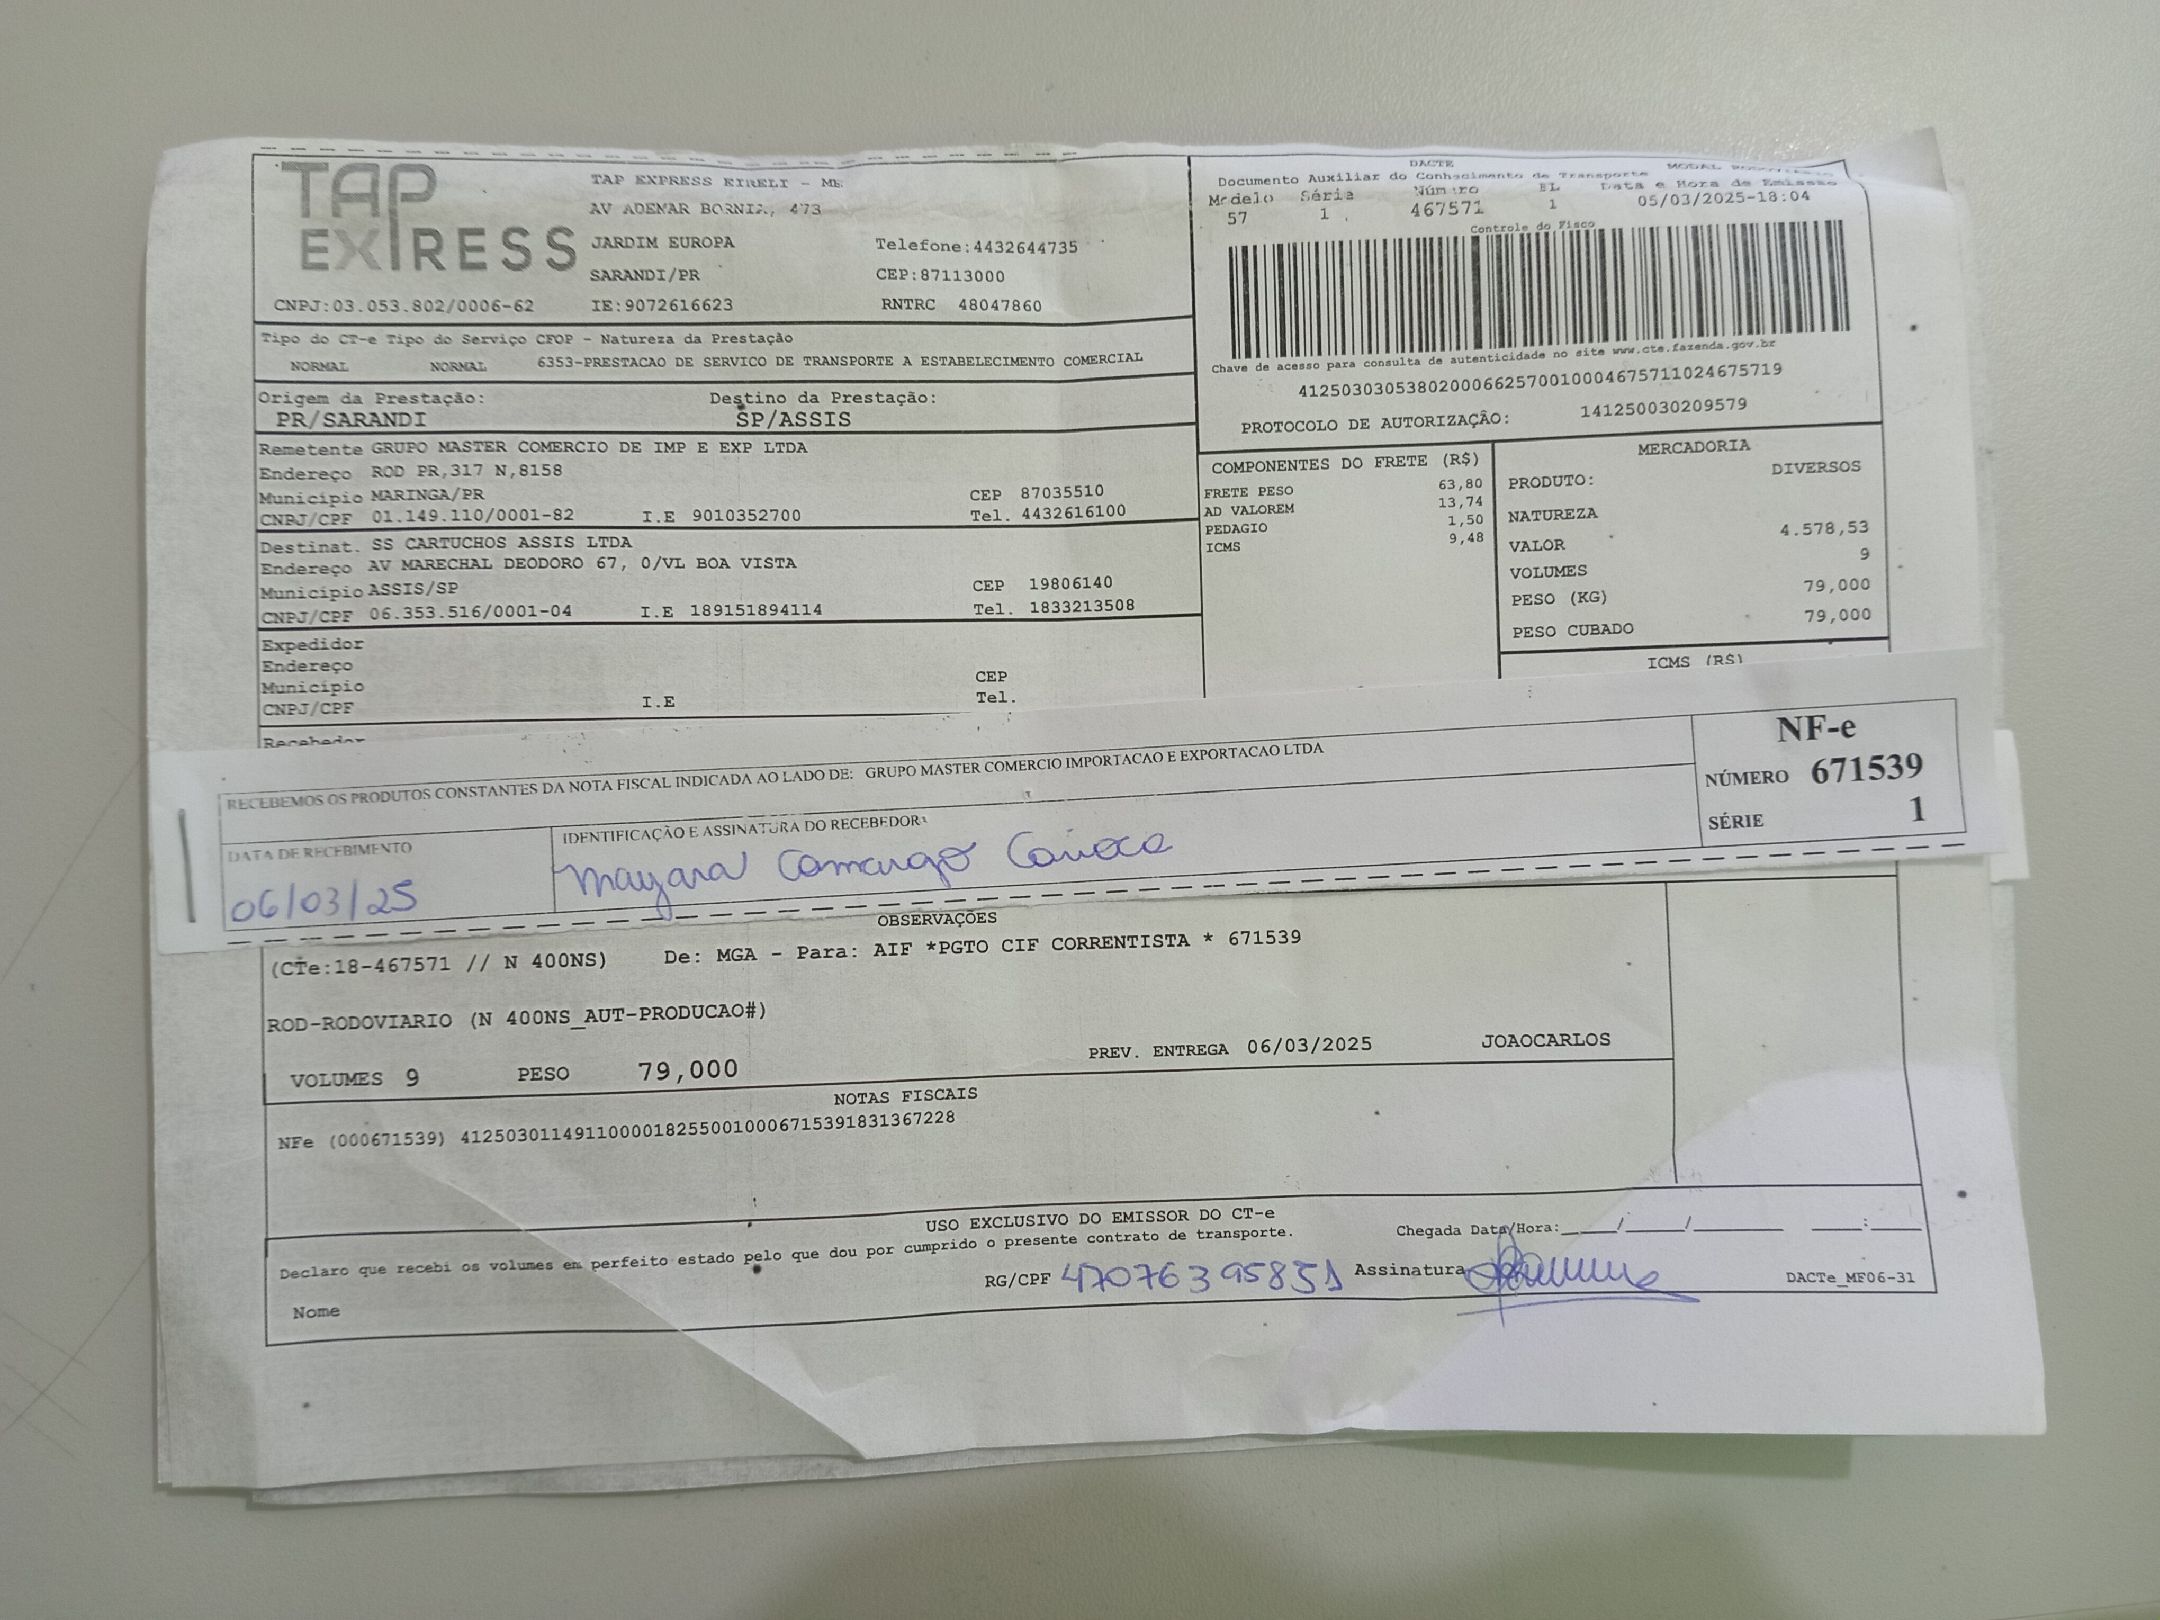 TAP EXPRESS
TAP EXPRESS EIRELI - ME
AV ADEMAR BORNIA, 473
JARDIM EUROPA Telefone:4432644735
SARANDI/PR CEP:87113000
CNPJ:03.053.802/0006-62 IE:9072616623 RNTRC 48047860
DACTE
Documento Auxiliar do Conhecimento de Transporte
Modelo Série Número FL Data e Hora de Emissão
57 1 467571 1 05/03/2025-18:04
Controle do Fisco
Chave de acesso para consulta de autenticidade no site www.cte.fazenda.gov.br
41250303053802000662570010004675711024675719
PROTOCOLO DE AUTORIZAÇÃO: 141250030209579
Tipo do CT-e Tipo do Serviço CFOP - Natureza da Prestação
NORMAL NORMAL 6353-PRESTACAO DE SERVICO DE TRANSPORTE A ESTABELECIMENTO COMERCIAL
Origem da Prestação: Destino da Prestação:
PR/SARANDI SP/ASSIS
Remetente GRUPO MASTER COMERCIO DE IMP E EXP LTDA
Endereço ROD PR,317 N,8158
Município MARINGA/PR CEP 87035510
CNPJ/CPF 01.149.110/0001-82 I.E 9010352700 Tel. 4432616100
Destinat. SS CARTUCHOS ASSIS LTDA
Endereço AV MARECHAL DEODORO 67, 0/VL BOA VISTA
Município ASSIS/SP CEP 19806140
CNPJ/CPF 06.353.516/0001-04 I.E 189151894114 Tel. 1833213508
Expedidor
Endereço
Município CEP
CNPJ/CPF I.E Tel.
Recebedor
COMPONENTES DO FRETE (R$)
FRETE PESO 63,80
AD VALOREM 13,74
PEDAGIO 1,50
ICMS 9,48
MERCADORIA
PRODUTO: DIVERSOS
NATUREZA
VALOR 4.578,53
VOLUMES 9
PESO (KG) 79,000
PESO CUBADO 79,000
ICMS (R$)
RECEBEMOS OS PRODUTOS CONSTANTES DA NOTA FISCAL INDICADA AO LADO DE: GRUPO MASTER COMERCIO IMPORTACAO E EXPORTACAO LTDA
DATA DE RECEBIMENTO IDENTIFICAÇÃO E ASSINATURA DO RECEBEDOR
06/03/25 Mayara Camargo Carioca
NF-e
NÚMERO 671539
SÉRIE 1
OBSERVAÇÕES
(CTe:18-467571 // N 400NS) De: MGA - Para: AIF *PGTO CIF CORRENTISTA * 671539
ROD-RODOVIARIO (N 400NS_AUT-PRODUCAO#)
VOLUMES 9 PESO 79,000 PREV. ENTREGA 06/03/2025 JOAOCARLOS
NOTAS FISCAIS
NFe (000671539) 41250301149110000182550010006715391831367228
USO EXCLUSIVO DO EMISSOR DO CT-e
Declaro que recebi os volumes em perfeito estado pelo que dou por cumprido o presente contrato de transporte.
Chegada Data/Hora:____/____/______ ___:___
Nome RG/CPF 47076395851 Assinatura DACTe_MF06-31